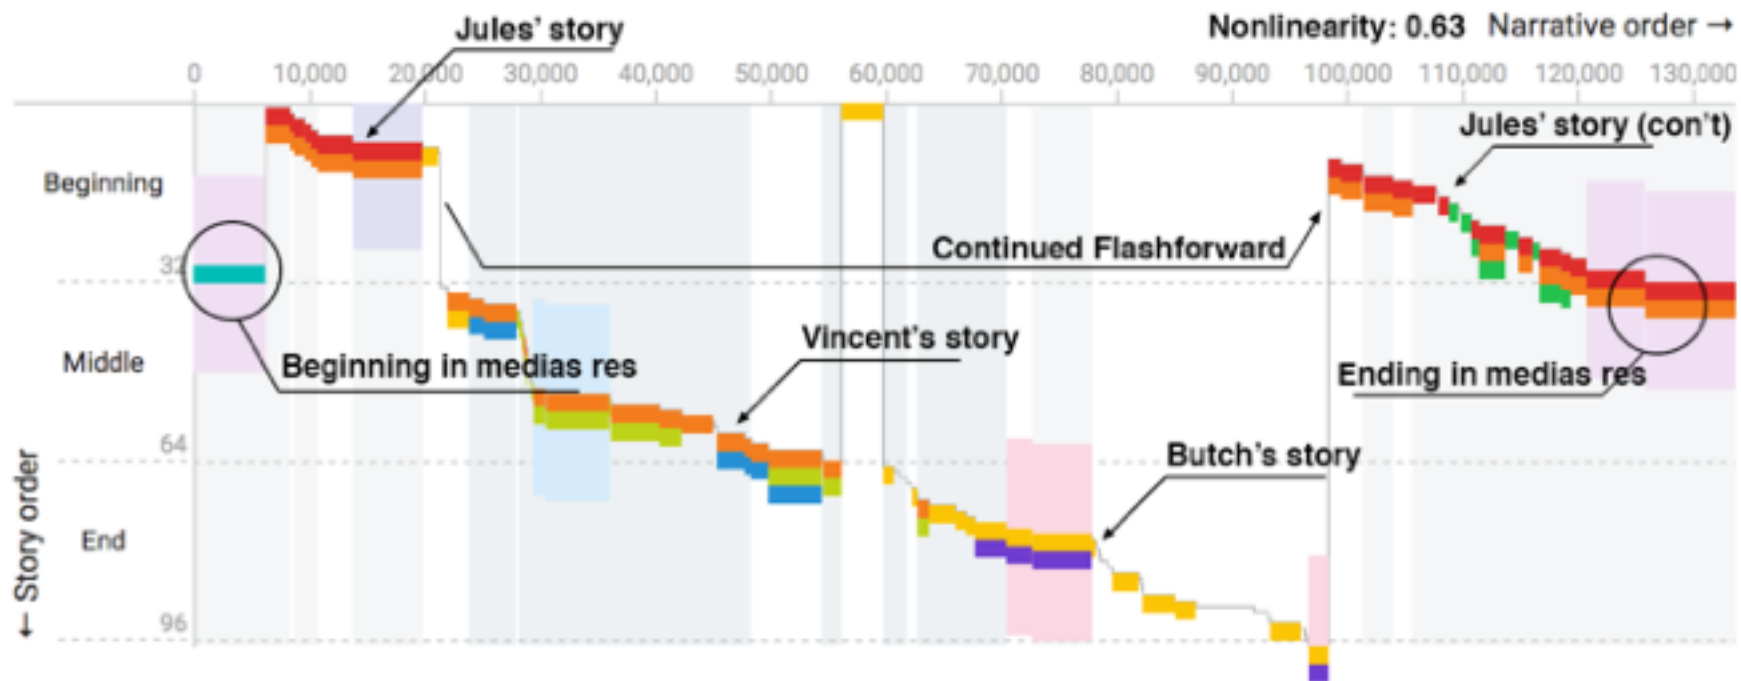 Jules’ story
Nonlinearity: 0.63 Narrative order →
0 10,000 20,000 30,000 40,000 50,000 60,000 70,000 80,000 90,000 100,000 110,000 120,000 130,000
Jules’ story (con’t)
Beginning
Continued Flashforward
32
Vincent’s story
Middle
Beginning in medias res
Ending in medias res
64
Butch’s story
← Story order
End
96